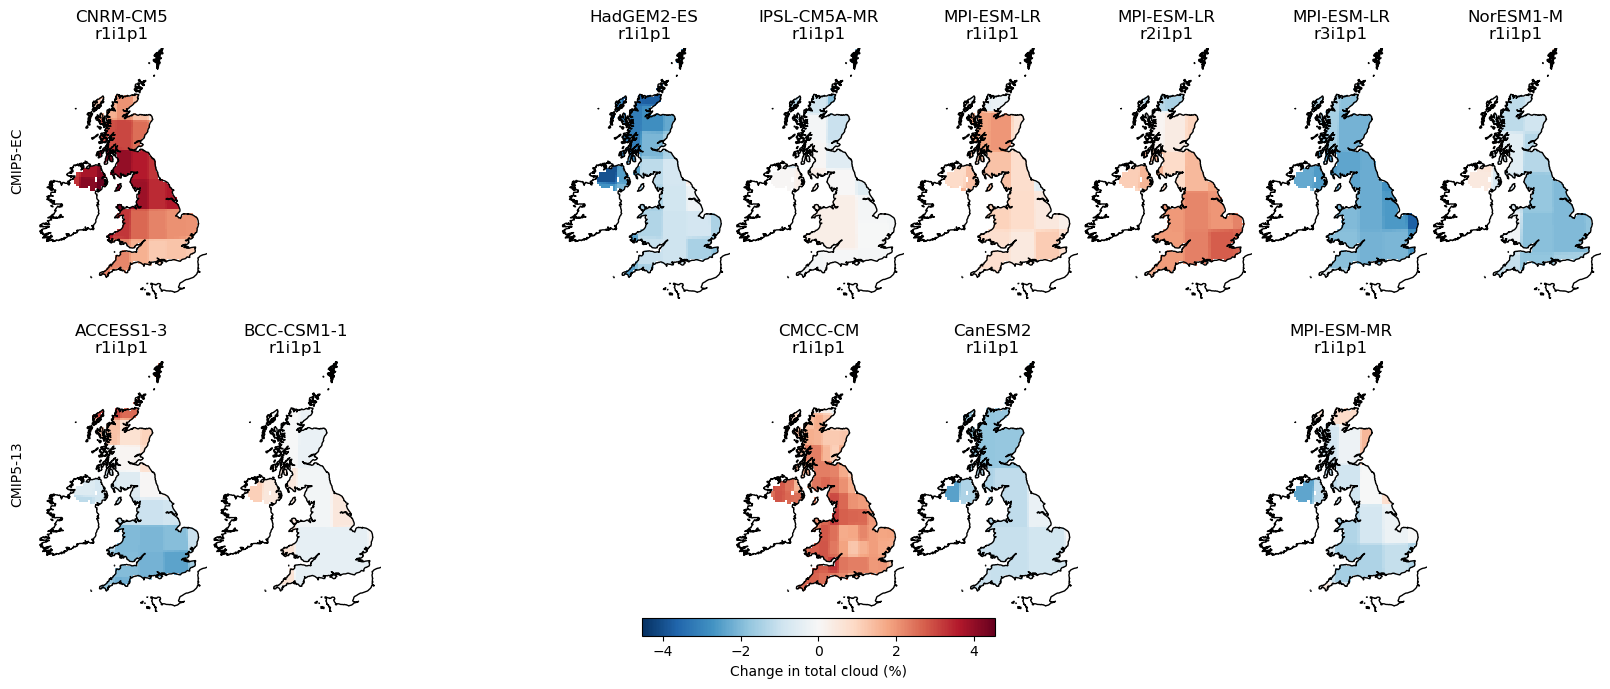 CNRM-CM5
r1i1p1
HadGEM2-ES
r1i1p1
IPSL-CM5A-MR
r1i1p1
MPI-ESM-LR
r1i1p1
MPI-ESM-LR
r2i1p1
MPI-ESM-LR
r3i1p1
NorESM1-M
r1i1p1
CMIP5-EC
ACCESS1-3
r1i1p1
BCC-CSM1-1
r1i1p1
CMCC-CM
r1i1p1
CanESM2
r1i1p1
MPI-ESM-MR
r1i1p1
CMIP5-13
−4 −2 0 2 4
Change in total cloud (%)